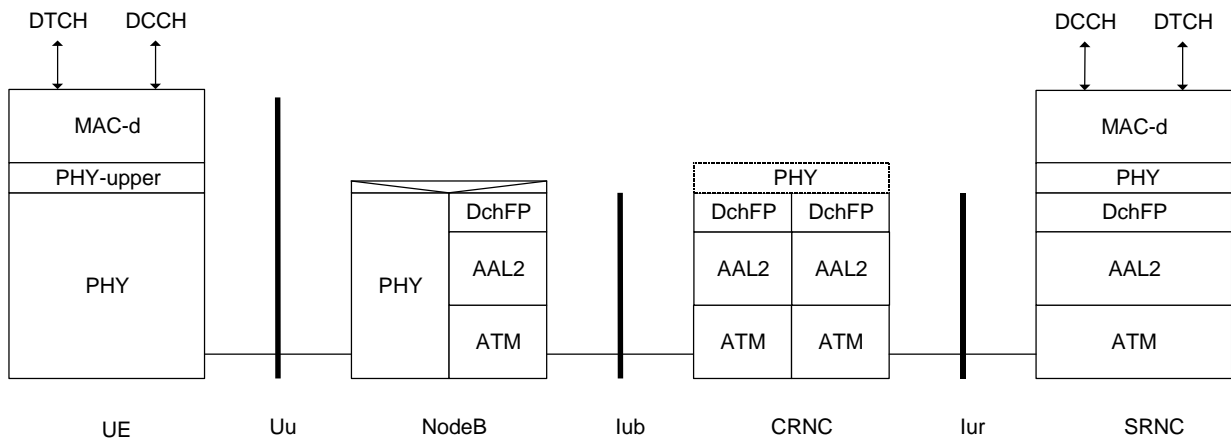 DTCH DCCH DCCH DTCH
MAC-d MAC-d
PHY-upper PHY PHY
DchFP DchFP DchFP DchFP
PHY PHY AAL2 AAL2 AAL2 AAL2
ATM ATM ATM ATM
UE Uu NodeB Iub CRNC Iur SRNC